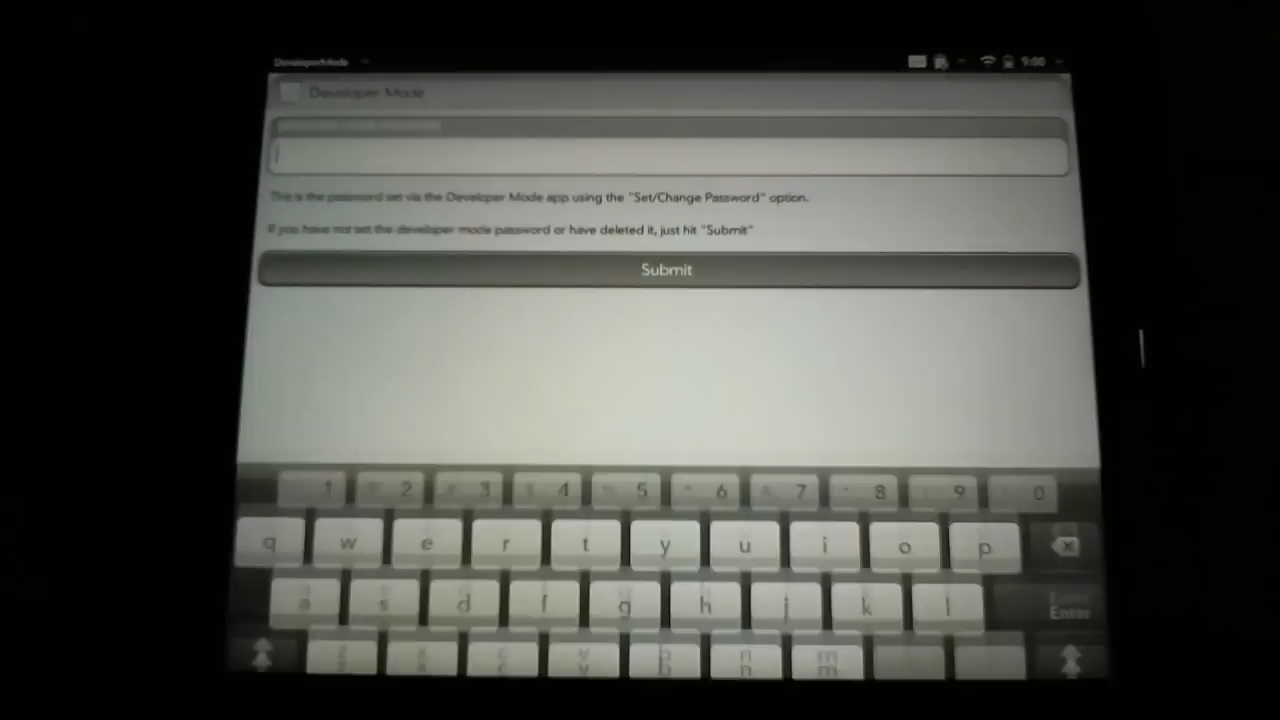 DeveloperMode
9:00
Developer Mode
This is the password set via the Developer Mode app using the "Set/Change Password" option.
If you have not set the developer mode password or have deleted it, just hit "Submit"
Submit
1 2 3 4 5 6 7 8 9 0
q w e r t y u i o p
a s d f g h j k l Enter
z x c v b n m